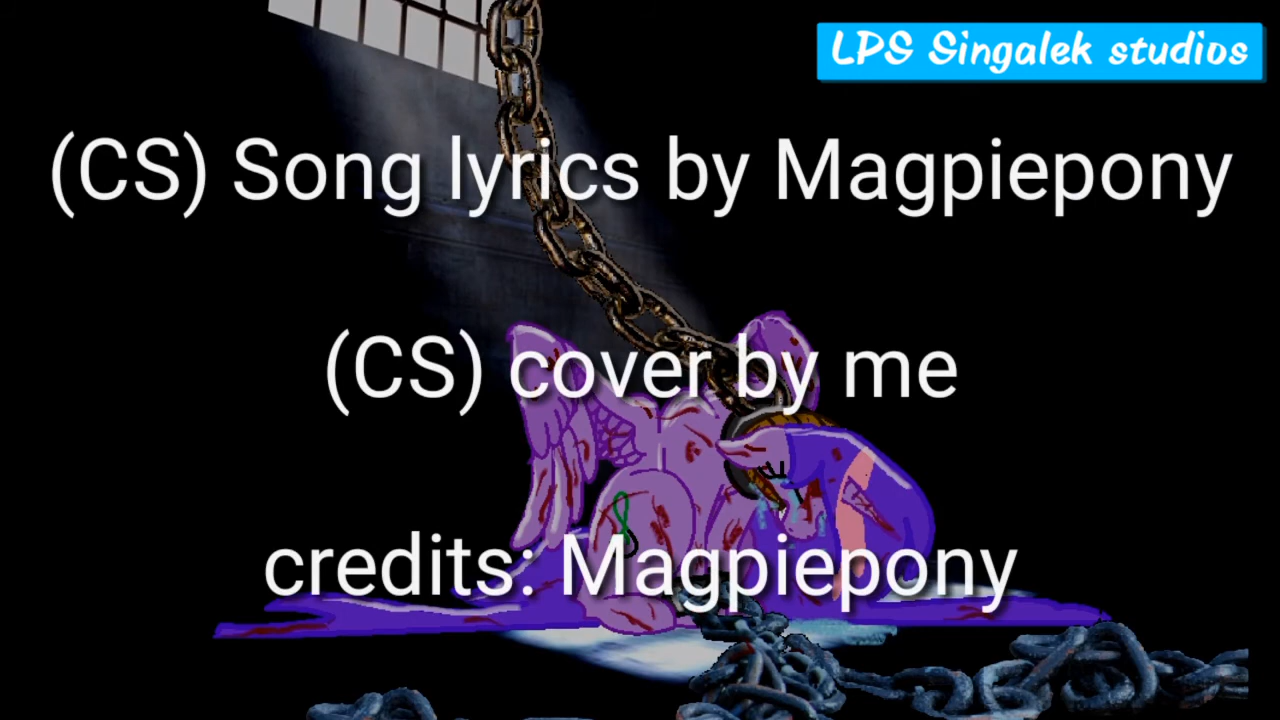 LPS Singalek studios
(CS) Song lyrics by Magpiepony
(CS) cover by me
credits: Magpiepony